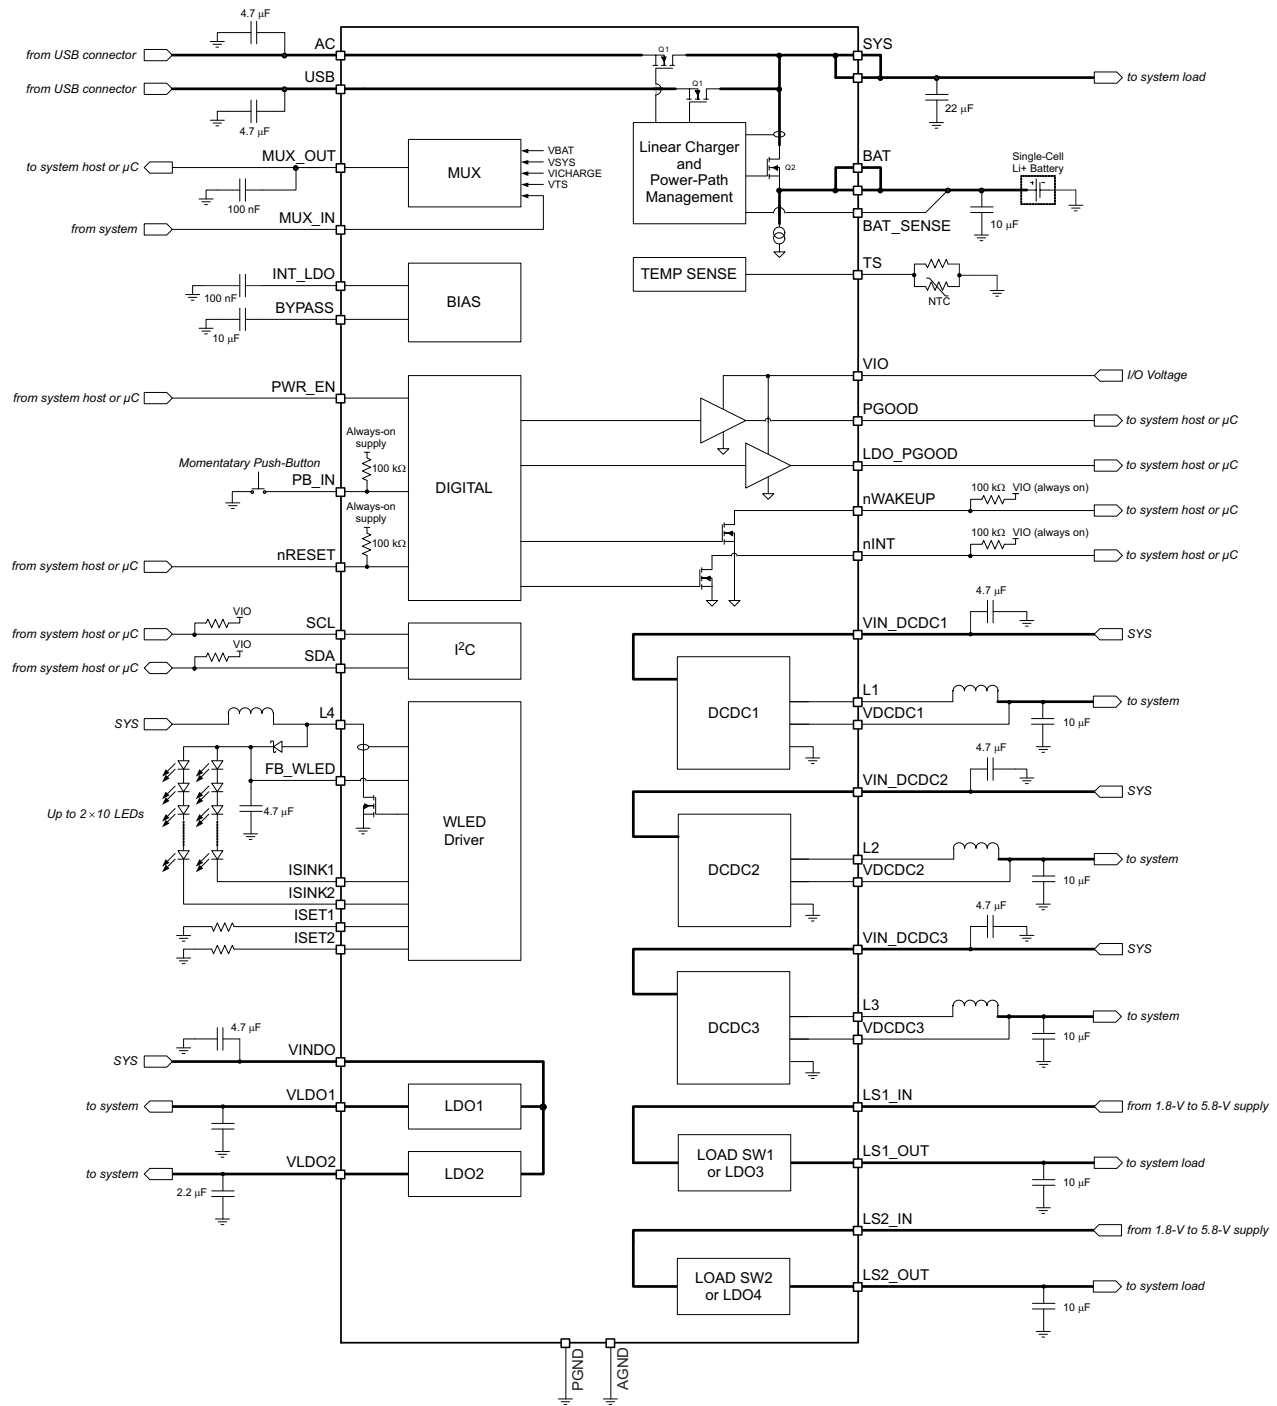 4.7 µF
from USB connector
AC
Q1
SYS
to system load
22 µF
from USB connector
USB
Q1
4.7 µF
Linear Charger
and
Power-Path
Management
Q2
to system host or µC
MUX_OUT
100 nF
MUX
VBAT
VSYS
VICHARGE
VTS
from system
MUX_IN
BAT
Single-Cell
Li+ Battery
+ -
10 µF
BAT_SENSE
INT_LDO
100 nF
BYPASS
10 µF
BIAS
TEMP SENSE
TS
NTC
VIO
I/O Voltage
from system host or µC
PWR_EN
PGOOD
to system host or µC
Always-on
supply
100 kΩ
Momentatary Push-Button
PB_IN
DIGITAL
LDO_PGOOD
to system host or µC
nWAKEUP
100 kΩ VIO (always on)
to system host or µC
Always-on
supply
100 kΩ
from system host or µC
nRESET
nINT
100 kΩ VIO (always on)
to system host or µC
VIO
from system host or µC
SCL
VIO
from system host or µC
SDA
I²C
4.7 µF
VIN_DCDC1
SYS
DCDC1
L1
VDCDC1
to system
10 µF
SYS
L4
FB_WLED
4.7 µF
Up to 2×10 LEDs
WLED
Driver
ISINK1
ISINK2
ISET1
ISET2
4.7 µF
VIN_DCDC2
SYS
DCDC2
L2
VDCDC2
to system
10 µF
4.7 µF
VIN_DCDC3
SYS
DCDC3
L3
VDCDC3
to system
10 µF
4.7 µF
SYS
VINDO
to system
VLDO1
LDO1
to system
VLDO2
2.2 µF
LDO2
LS1_IN
from 1.8-V to 5.8-V supply
LOAD SW1
or LDO3
LS1_OUT
to system load
10 µF
LS2_IN
from 1.8-V to 5.8-V supply
LOAD SW2
or LDO4
LS2_OUT
to system load
10 µF
PGND
AGND